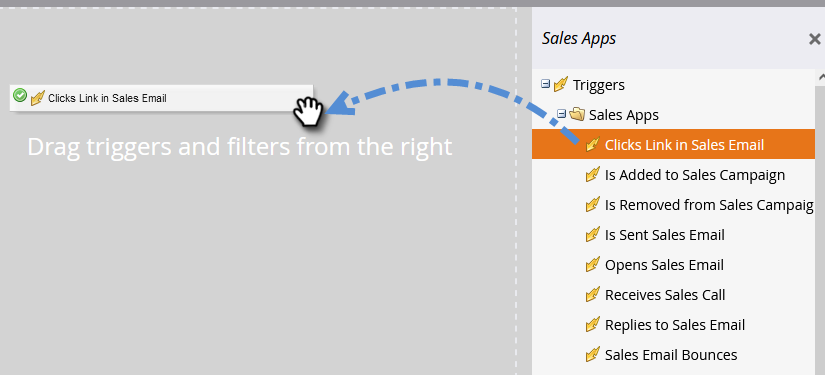 Sales Apps
Triggers
Sales Apps
Clicks Link in Sales Email
Is Added to Sales Campaign
Is Removed from Sales Campaig
Is Sent Sales Email
Opens Sales Email
Receives Sales Call
Replies to Sales Email
Sales Email Bounces
Clicks Link in Sales Email
Drag triggers and filters from the right